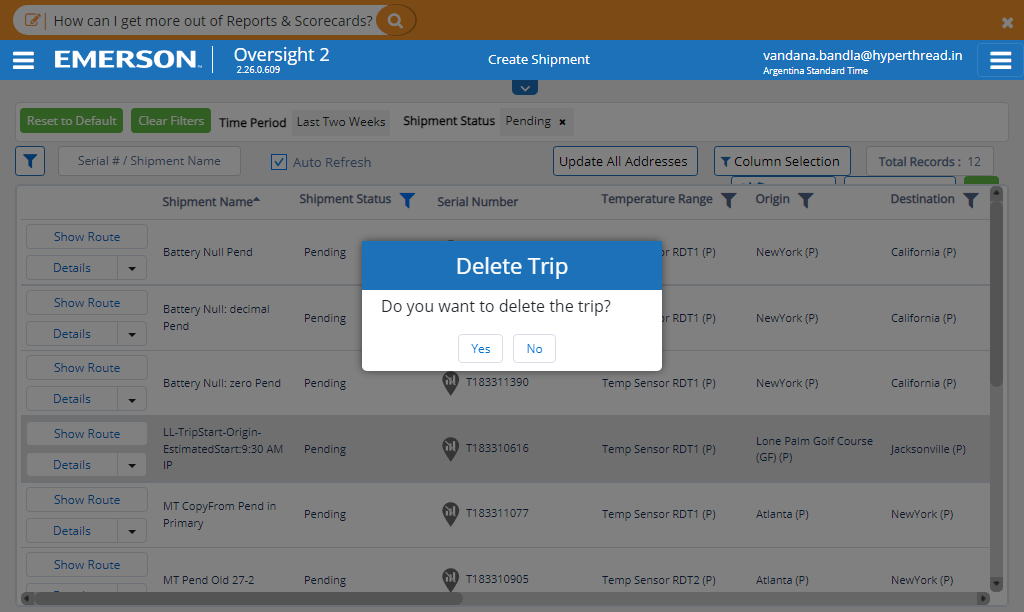 How can I get more out of Reports & Scorecards?
EMERSON Oversight 2
2.26.0.609
Create Shipment
vandana.bandla@hyperthread.in
Argentina Standard Time
Reset to Default Clear Filters Time Period Last Two Weeks Shipment Status Pending ×
Serial # / Shipment Name Auto Refresh Update All Addresses Column Selection Total Records : 12
Shipment Name Shipment Status Serial Number Temperature Range Origin Destination
Show Route
Details
Battery Null Pend Pending RDT1 (P) NewYork (P) California (P)
Delete Trip
Do you want to delete the trip?
Yes No
Show Route
Details
Battery Null: decimal
Pend
Pending RDT1 (P) NewYork (P) California (P)
Show Route
Details
Battery Null: zero Pend Pending T183311390 Temp Sensor RDT1 (P) NewYork (P) California (P)
Show Route
Details
LL-TripStart-Origin-
EstimatedStart:9:30 AM
IP
Pending T183310616 Temp Sensor RDT1 (P)
Lone Palm Golf Course
(GF) (P)
Jacksonville (P)
Show Route
Details
MT CopyFrom Pend in
Primary
Pending T183311077 Temp Sensor RDT1 (P) Atlanta (P) NewYork (P)
Show Route
MT Pend Old 27-2 Pending T183310905 Temp Sensor RDT2 (P) Atlanta (P) NewYork (P)